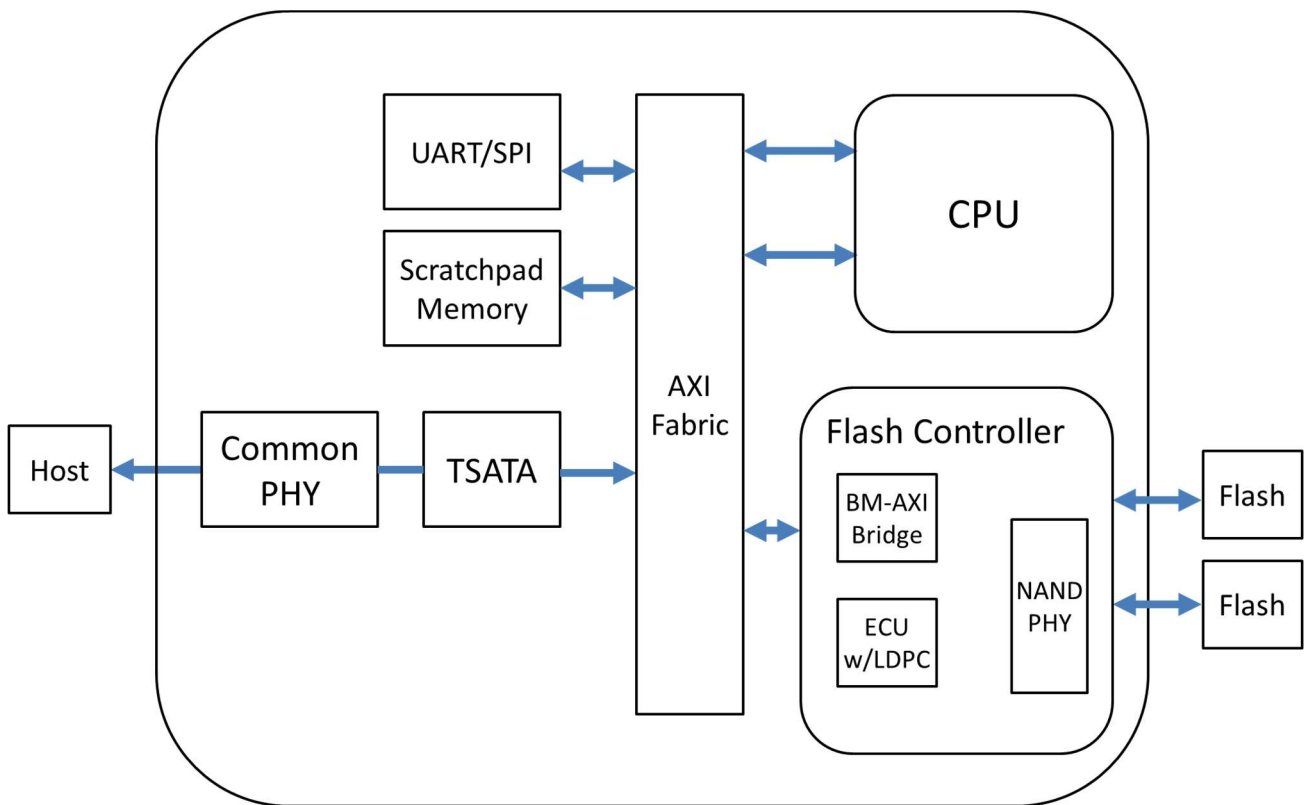 UART/SPI
CPU
Scratchpad
Memory
AXI
Fabric
Host
Common
PHY
TSATA
Flash Controller
BM-AXI
Bridge
ECU
w/LDPC
NAND
PHY
Flash
Flash